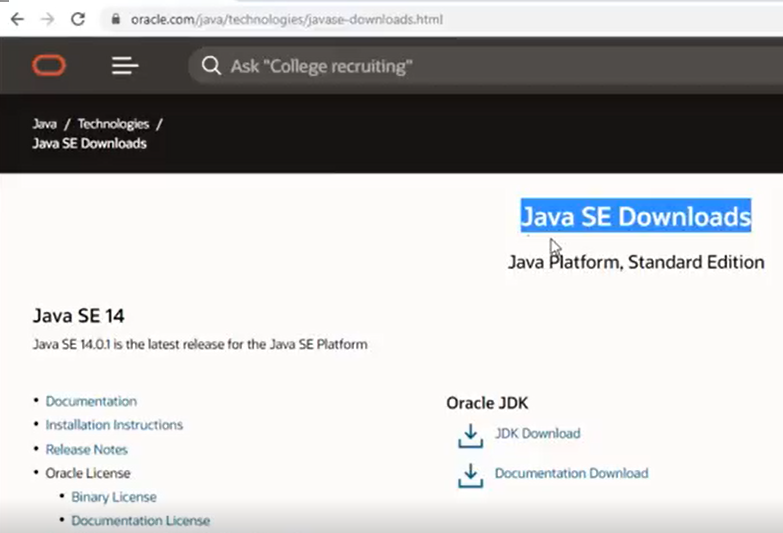 oracle.com/java/technologies/javase-downloads.html
Ask "College recruiting"
Java / Technologies /
Java SE Downloads
Java SE Downloads
Java Platform, Standard Edition
Java SE 14
Java SE 14.0.1 is the latest release for the Java SE Platform
• Documentation
• Installation Instructions
• Release Notes
• Oracle License
• Binary License
• Documentation License
Oracle JDK
JDK Download
Documentation Download